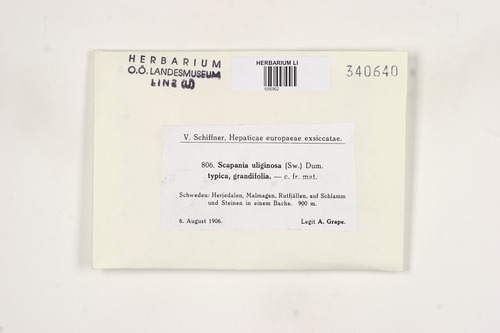 HERBARIUM
O.Ö. LANDESMUSEUM
LINZ (LI)
HERBARIUM LI
340640
V. Schiffner, Hepaticae europaeae exsiccatae.
806. Scapania uliginosa (Sw.) Dum.
typica, grandifolia. — c. fr. mat.
Schweden: Herjedalen, Malmagen, Rutfjällen, auf Schlamm
und Steinen in einem Bache. 900 m.
6. August 1906. Legit A. Grape.